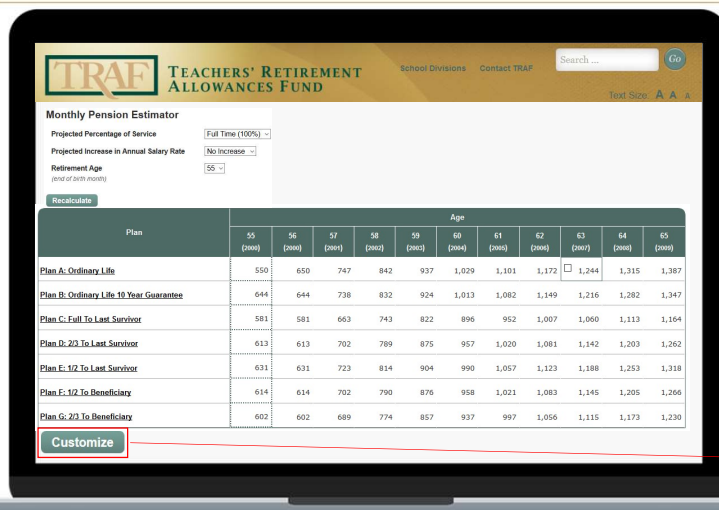 TRAF
TEACHERS' RETIREMENT
ALLOWANCES FUND
School Divisions Contact TRAF
Search ...
Go
Text Size A A A
Monthly Pension Estimator
Projected Percentage of Service Full Time (100%)
Projected Increase in Annual Salary Rate No Increase
Retirement Age 55
(end of birth month)
Recalculate
Plan
Age
55 56 57 58 59 60 61 62 63 64 65
(2000) (2000) (2001) (2002) (2003) (2004) (2005) (2006) (2007) (2008) (2009)
Plan A: Ordinary Life 550 650 747 842 937 1,029 1,101 1,172 1,244 1,315 1,387
Plan B: Ordinary Life 10 Year Guarantee 644 644 738 832 924 1,013 1,082 1,149 1,216 1,282 1,347
Plan C: Full To Last Survivor 581 581 663 743 822 896 952 1,007 1,060 1,113 1,164
Plan D: 2/3 To Last Survivor 613 613 702 789 875 957 1,020 1,081 1,142 1,203 1,262
Plan E: 1/2 To Last Survivor 631 631 723 814 904 990 1,057 1,123 1,188 1,253 1,318
Plan F: 1/2 To Beneficiary 614 614 702 790 876 958 1,021 1,083 1,145 1,205 1,266
Plan G: 2/3 To Beneficiary 602 602 689 774 857 937 997 1,056 1,115 1,173 1,230
Customize